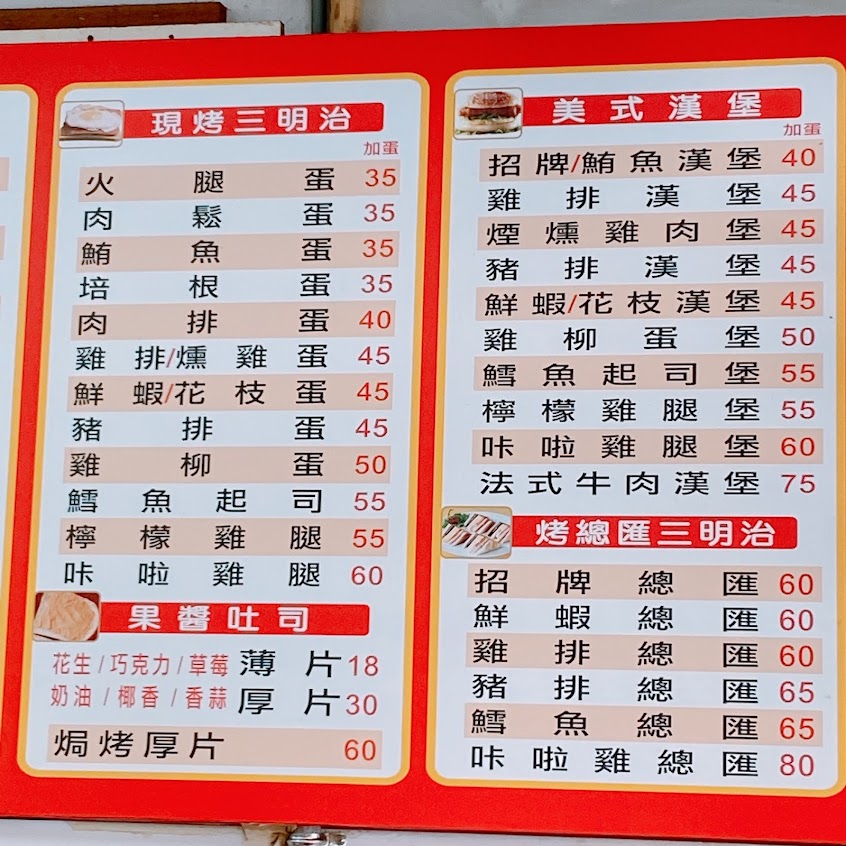 現烤三明治
加蛋
火腿蛋 35
肉鬆蛋 35
鮪魚蛋 35
培根蛋 35
肉排蛋 40
雞排/燻雞蛋 45
鮮蝦/花枝蛋 45
豬排蛋 45
雞柳蛋 50
鱈魚起司 55
檸檬雞腿 55
咔啦雞腿 60
果醬吐司
花生/巧克力/草莓 薄片 18
奶油/椰香/香蒜 厚片 30
焗烤厚片 60
美式漢堡
加蛋
招牌/鮪魚漢堡 40
雞排漢堡 45
煙燻雞肉堡 45
豬排漢堡 45
鮮蝦/花枝漢堡 45
雞柳蛋堡 50
鱈魚起司堡 55
檸檬雞腿堡 55
咔啦雞腿堡 60
法式牛肉漢堡 75
烤總匯三明治
招牌總匯 60
鮮蝦總匯 60
雞排總匯 60
豬排總匯 65
鱈魚總匯 65
咔啦雞總匯 80